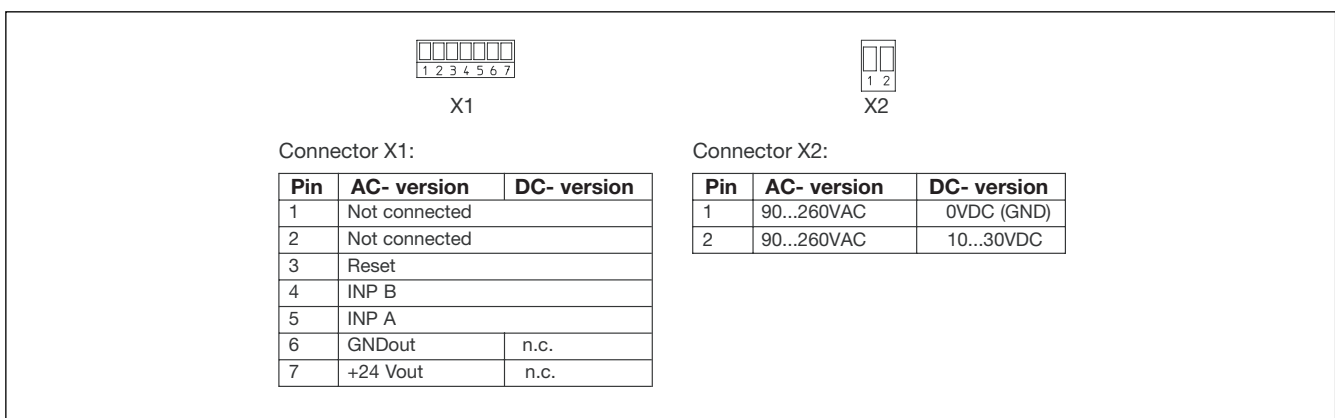 1 2 3 4 5 6 7
X1
1 2
X2
Connector X1:
Pin AC- version DC- version
1 Not connected
2 Not connected
3 Reset
4 INP B
5 INP A
6 GNDout n.c.
7 +24 Vout n.c.
Connector X2:
Pin AC- version DC- version
1 90...260VAC 0VDC (GND)
2 90...260VAC 10...30VDC